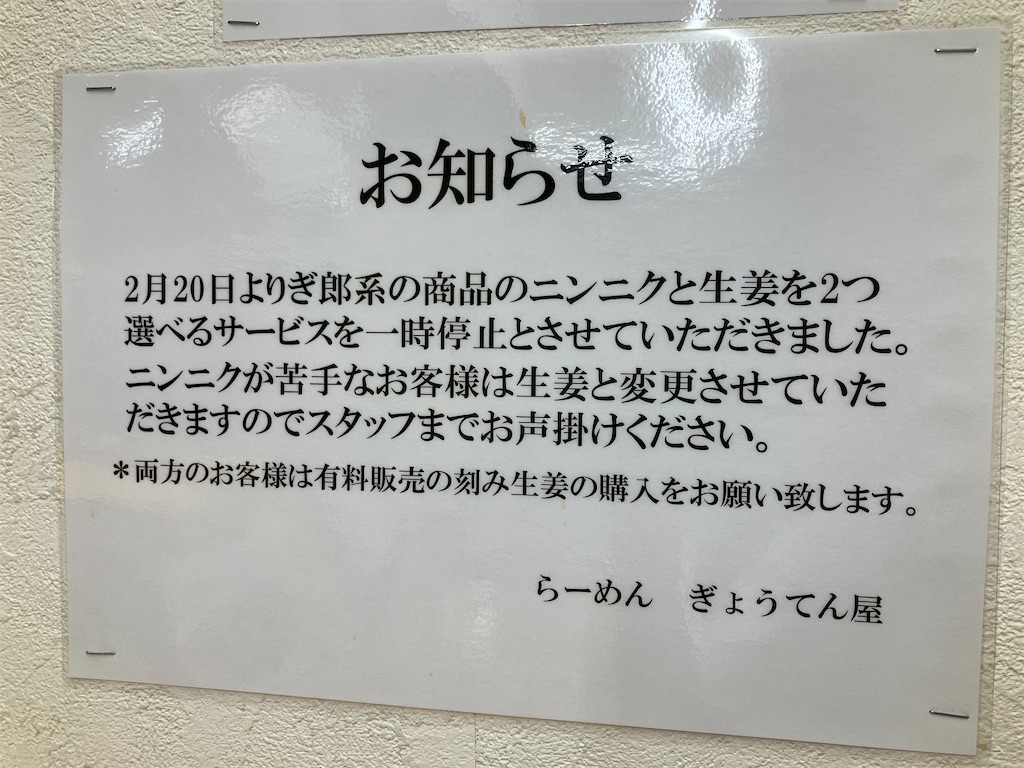 お知らせ
2月20日よりぎ郎系の商品のニンニクと生姜を2つ
選べるサービスを一時停止とさせていただきました。
ニンニクが苦手なお客様は生姜と変更させていた
だきますのでスタッフまでお声掛けください。
＊両方のお客様は有料販売の刻み生姜の購入をお願い致します。
らーめん　ぎょうてん屋